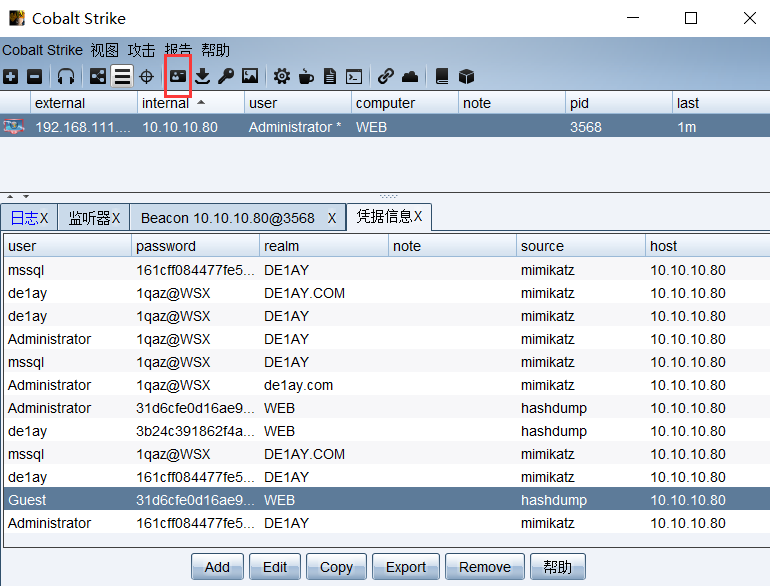 Cobalt Strike
Cobalt Strike 视图 攻击 报告 帮助
external internal user computer note pid last
192.168.111.... 10.10.10.80 Administrator * WEB 3568 1m
日志X 监听器X Beacon 10.10.10.80@3568 X 凭据信息X
user password realm note source host
mssql 161cff084477fe5... DE1AY mimikatz 10.10.10.80
de1ay 1qaz@WSX DE1AY.COM mimikatz 10.10.10.80
de1ay 1qaz@WSX DE1AY mimikatz 10.10.10.80
Administrator 1qaz@WSX DE1AY mimikatz 10.10.10.80
mssql 1qaz@WSX DE1AY mimikatz 10.10.10.80
Administrator 1qaz@WSX de1ay.com mimikatz 10.10.10.80
Administrator 31d6cfe0d16ae9... WEB hashdump 10.10.10.80
de1ay 3b24c391862f4a... WEB hashdump 10.10.10.80
mssql 1qaz@WSX DE1AY.COM mimikatz 10.10.10.80
de1ay 161cff084477fe5... DE1AY mimikatz 10.10.10.80
Guest 31d6cfe0d16ae9... WEB hashdump 10.10.10.80
Administrator 161cff084477fe5... DE1AY mimikatz 10.10.10.80
Add Edit Copy Export Remove 帮助